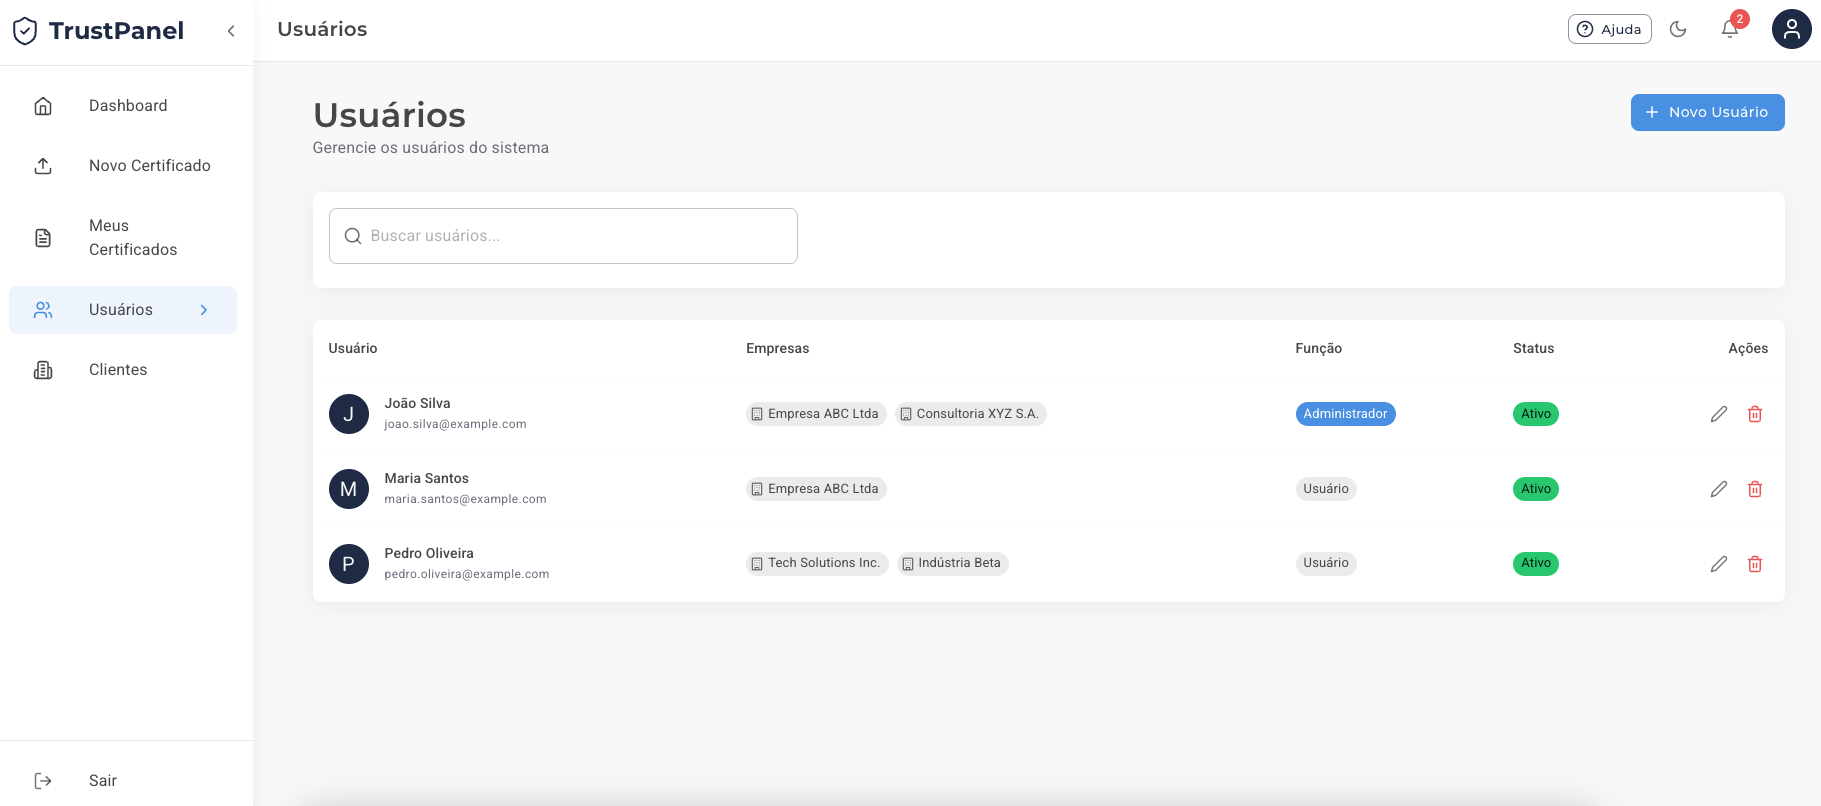 TrustPanel
Usuários
Ajuda
2
Dashboard
Novo Certificado
Meus
Certificados
Usuários
Clientes
Sair
Usuários
Gerencie os usuários do sistema
Novo Usuário
Buscar usuários...
Usuário Empresas Função Status Ações
J João Silva joao.silva@example.com Empresa ABC Ltda Consultoria XYZ S.A. Administrador Ativo
M Maria Santos maria.santos@example.com Empresa ABC Ltda Usuário Ativo
P Pedro Oliveira pedro.oliveira@example.com Tech Solutions Inc. Indústria Beta Usuário Ativo